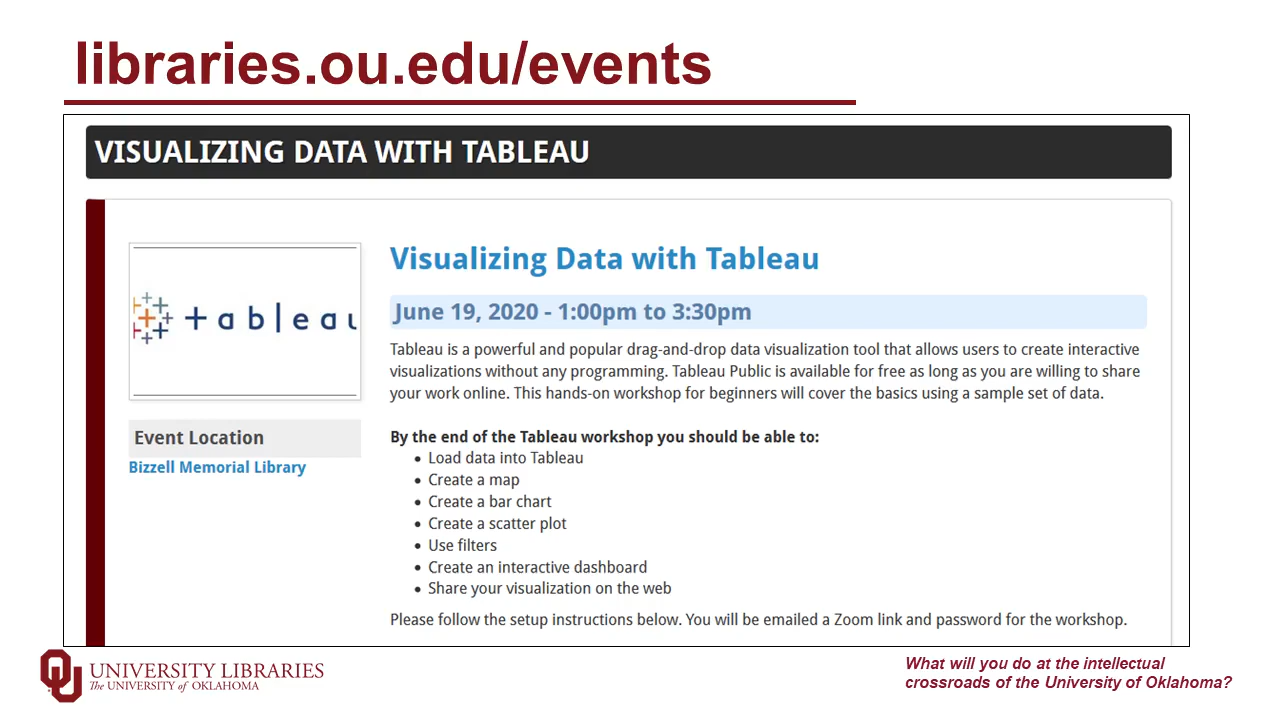 libraries.ou.edu/events
VISUALIZING DATA WITH TABLEAU
+ a b | e a u
Event Location
Bizzell Memorial Library
Visualizing Data with Tableau
June 19, 2020 - 1:00pm to 3:30pm
Tableau is a powerful and popular drag-and-drop data visualization tool that allows users to create interactive
visualizations without any programming. Tableau Public is available for free as long as you are willing to share
your work online. This hands-on workshop for beginners will cover the basics using a sample set of data.
By the end of the Tableau workshop you should be able to:
• Load data into Tableau
• Create a map
• Create a bar chart
• Create a scatter plot
• Use filters
• Create an interactive dashboard
• Share your visualization on the web
Please follow the setup instructions below. You will be emailed a Zoom link and password for the workshop.
UNIVERSITY LIBRARIES
The UNIVERSITY of OKLAHOMA
What will you do at the intellectual
crossroads of the University of Oklahoma?